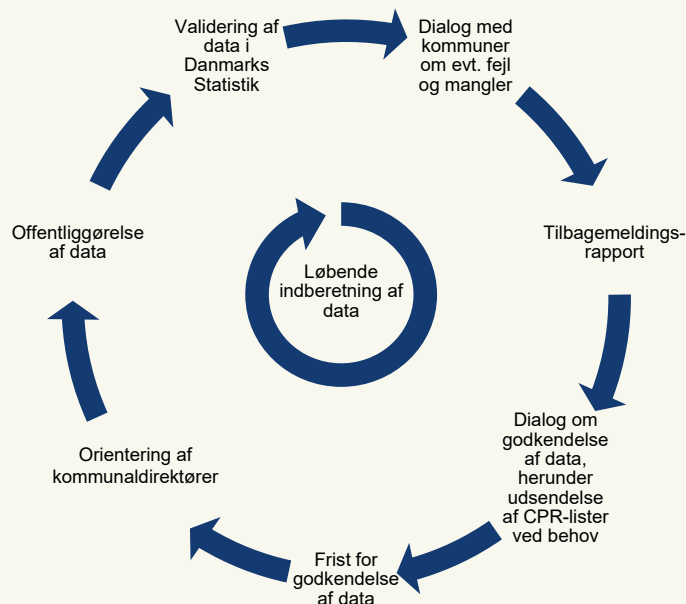 Validering af
data i
Danmarks
Statistik
Dialog med
kommuner
om evt. fejl
og mangler
Tilbagemeldings-
rapport
Dialog om
godkendelse
af data,
herunder
udsendelse
af CPR-lister
ved behov
Frist for
godkendelse
af data
Orientering af
kommunaldirektører
Offentliggørelse
af data
Løbende
indberetning af
data